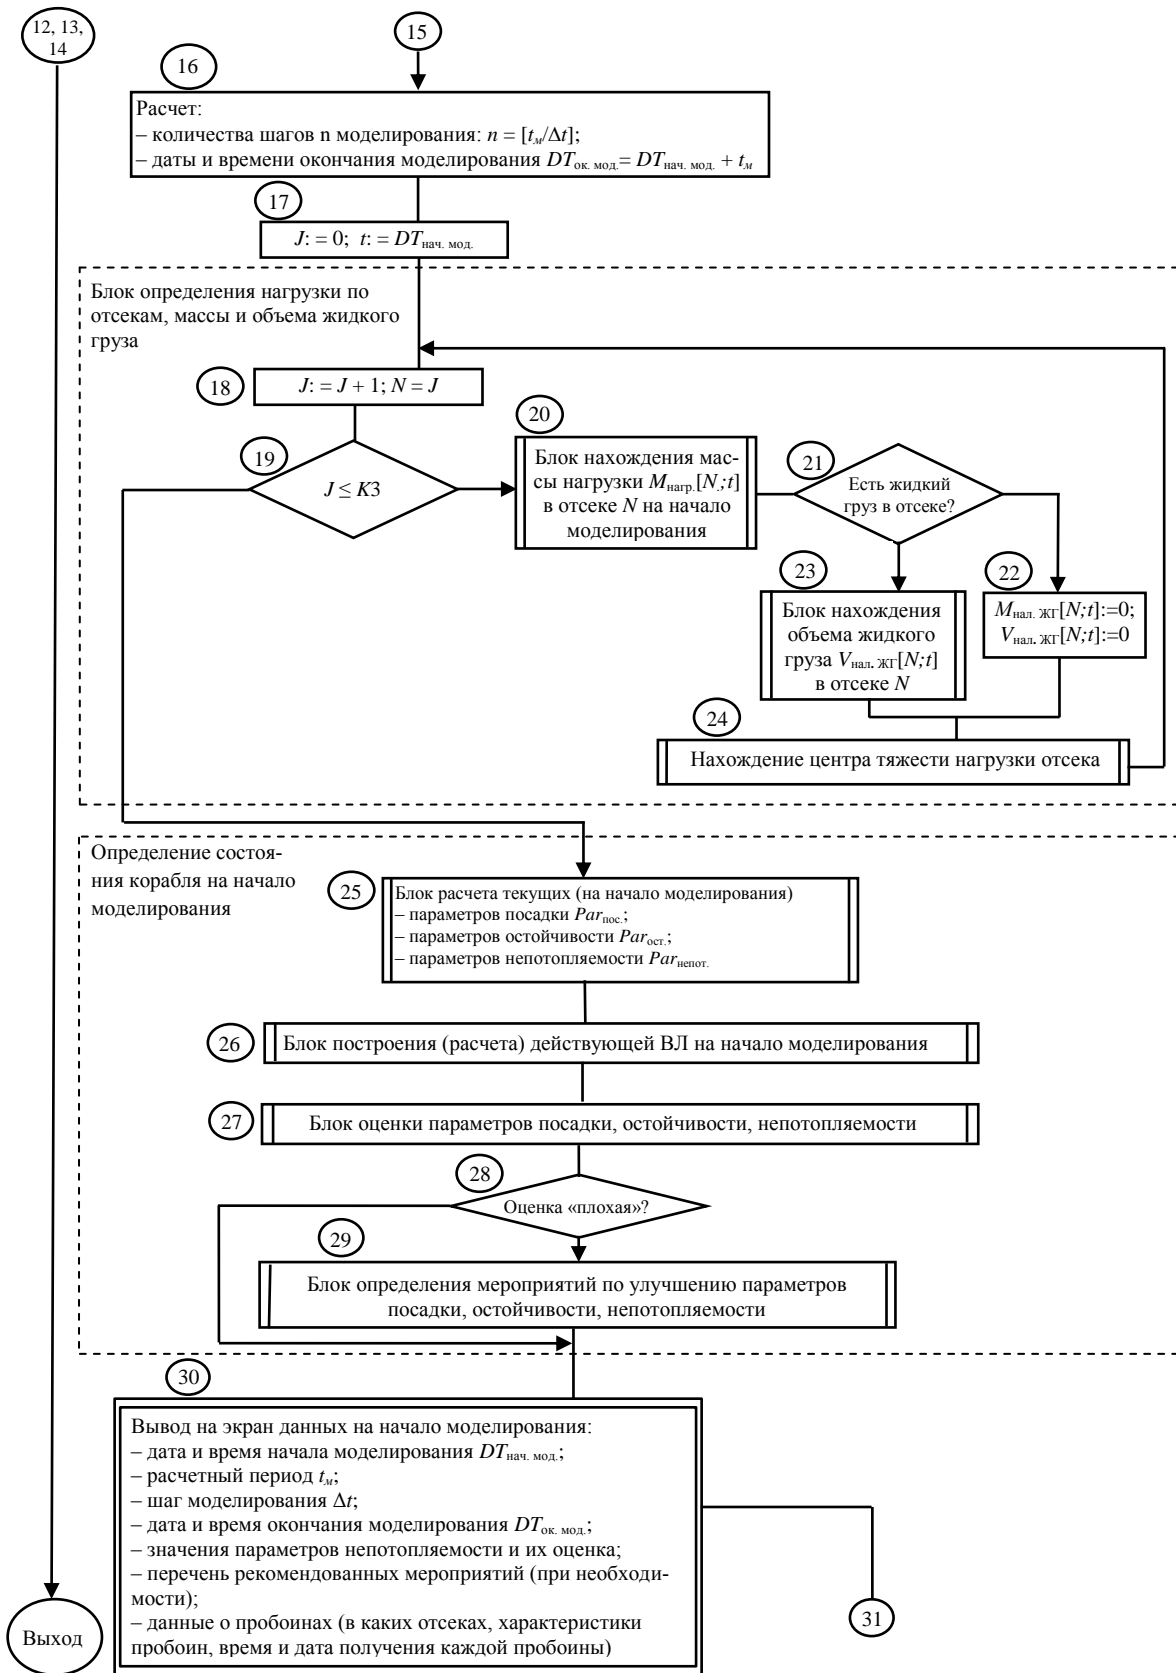 12, 13,
14
15
16
Расчет:
– количества шагов n моделирования: n = [tм/Δt];
– даты и времени окончания моделирования DTок. мод.= DTнач. мод. + tм
17
J: = 0; t: = DTнач. мод.
Блок определения нагрузки по
отсекам, массы и объема жидкого
груза
18
J: = J + 1; N = J
19
J ≤ K3
20
Блок нахождения мас-
сы нагрузки Mнагр.[N.;t]
в отсеке N на начало
моделирования
21
Есть жидкий
груз в отсеке?
23
Блок нахождения
объема жидкого
груза Vнал. ЖГ[N;t]
в отсеке N
22
Mнал. ЖГ[N;t]:=0;
Vнал. ЖГ[N;t]:=0
24
Нахождение центра тяжести нагрузки отсека
Определение состоя-
ния корабля на начало
моделирования
25
Блок расчета текущих (на начало моделирования)
– параметров посадки Parпос.;
– параметров остойчивости Parост.;
– параметров непотопляемости Parнепот.
26
Блок построения (расчета) действующей ВЛ на начало моделирования
27
Блок оценки параметров посадки, остойчивости, непотопляемости
28
Оценка «плохая»?
29
Блок определения мероприятий по улучшению параметров
посадки, остойчивости, непотопляемости
30
Вывод на экран данных на начало моделирования:
– дата и время начала моделирования DTнач. мод.;
– расчетный период tм;
– шаг моделирования Δt;
– дата и время окончания моделирования DTок. мод.;
– значения параметров непотопляемости и их оценка;
– перечень рекомендованных мероприятий (при необходи-
мости);
– данные о пробоинах (в каких отсеках, характеристики
пробоин, время и дата получения каждой пробоины)
31
Выход